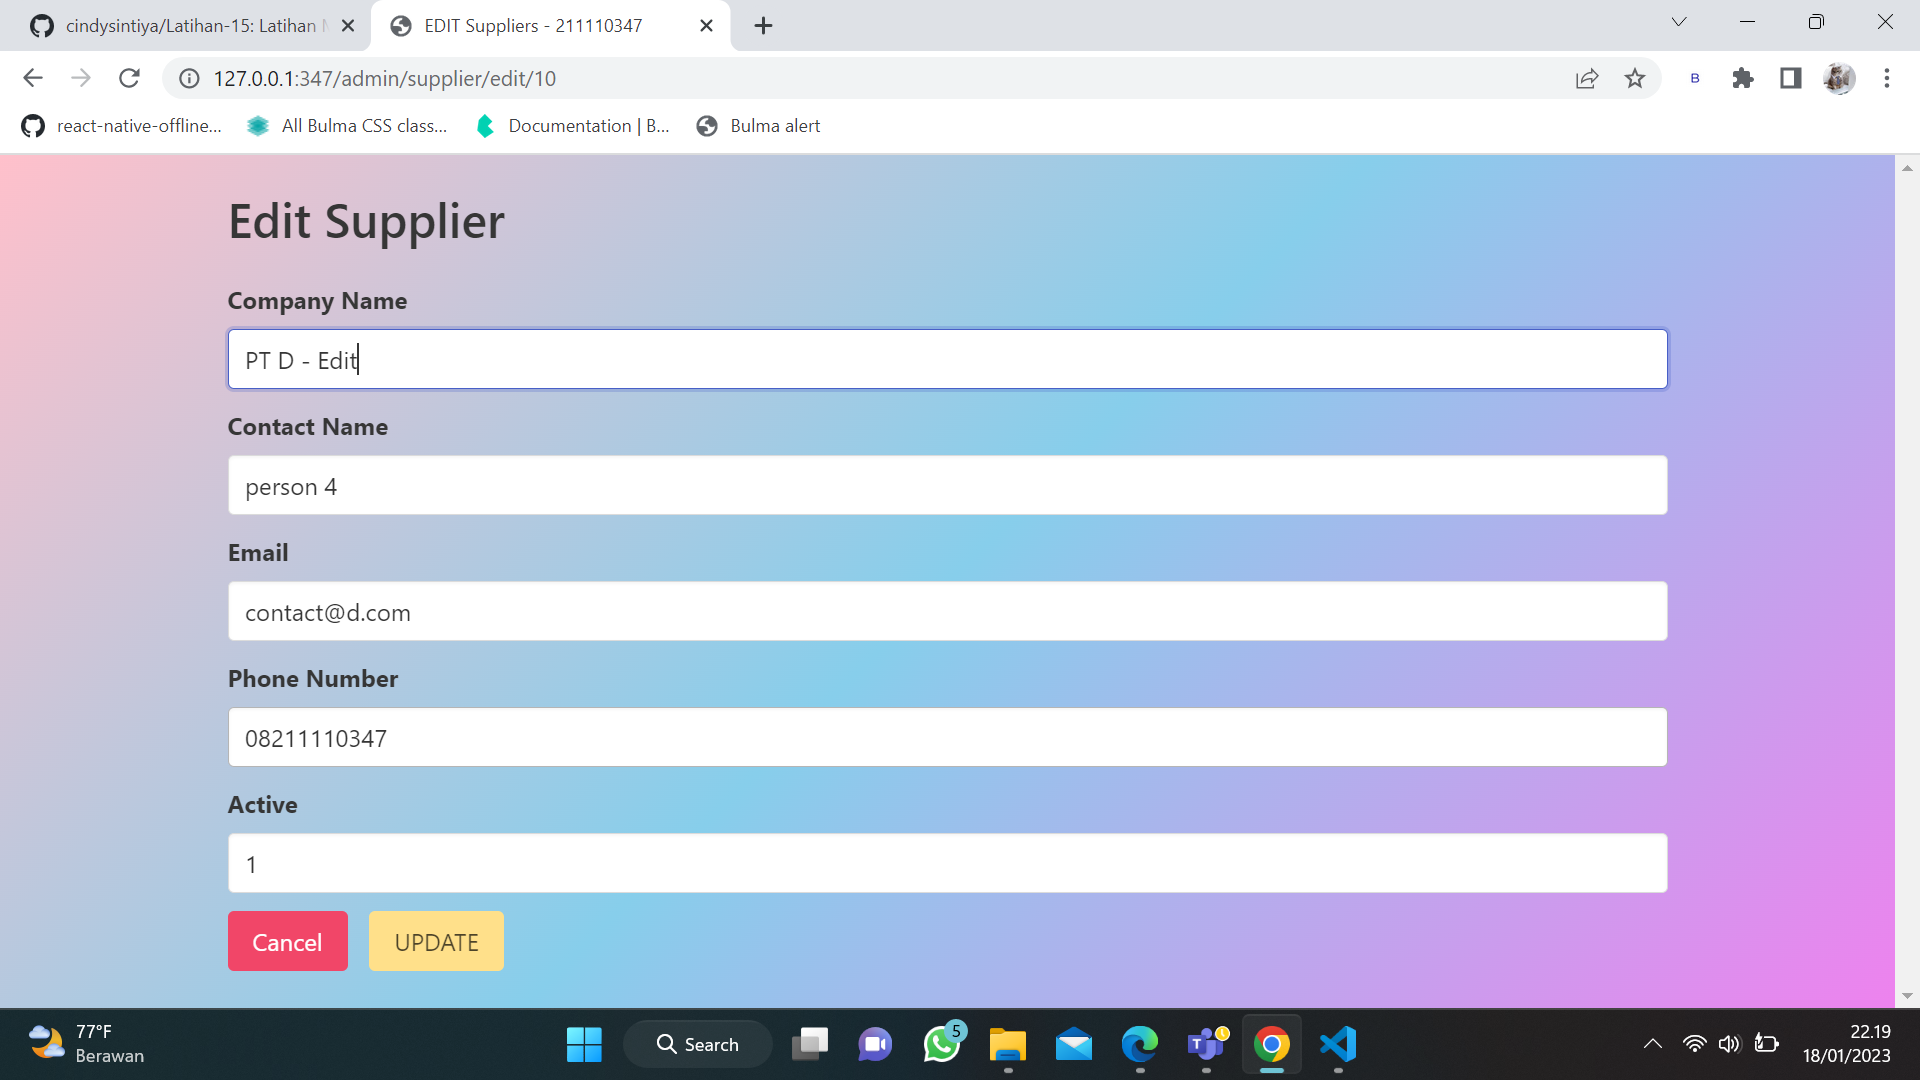 cindysintiya/Latihan-15: Latihan
EDIT Suppliers - 211110347
127.0.0.1:347/admin/supplier/edit/10
B
react-native-offline...
All Bulma CSS class...
Documentation | B...
Bulma alert
Edit Supplier
Company Name
PT D - Edit
Contact Name
person 4
Email
contact@d.com
Phone Number
08211110347
Active
1
Cancel
UPDATE
77°F
Berawan
Search
5
T
22.19
18/01/2023